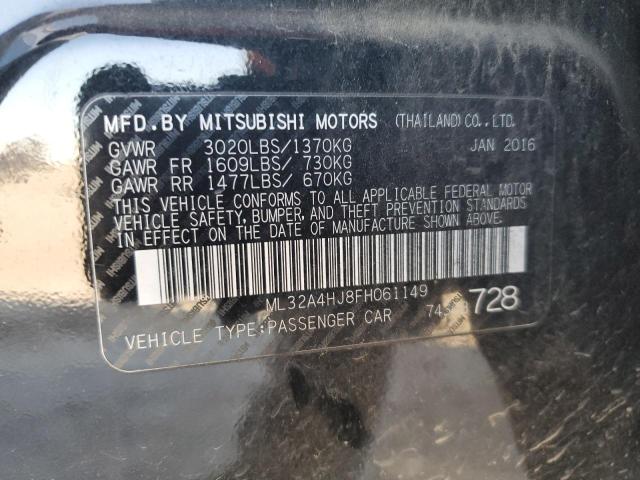 MFD.BY MITSUBISHI MOTORS (THAILAND)CO.,LTD.
GVWR 3020LBS/1370KG JAN 2016
GAWR FR 1609LBS/ 730KG
GAWR RR 1477LBS/ 670KG
THIS VEHICLE CONFORMS TO ALL APPLICABLE FEDERAL MOTOR
VEHICLE SAFETY, BUMPER, AND THEFT PREVENTION STANDARDS
IN EFFECT ON THE DATE OF MANUFACTURE SHOWN ABOVE.
ML32A4HJ8FH061149
VEHICLE TYPE:PASSENGER CAR 728